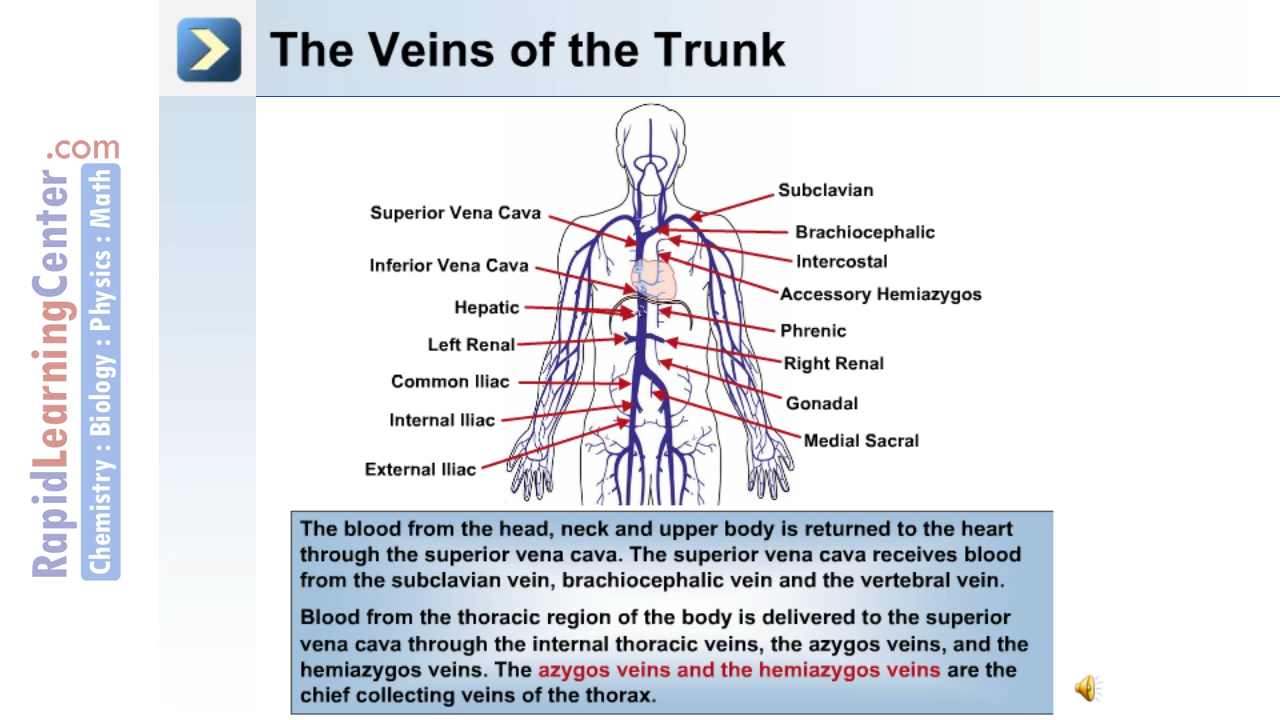 The Veins of the Trunk
RapidLearningCenter.com
Chemistry : Biology : Physics : Math
Superior Vena Cava
Inferior Vena Cava
Hepatic
Left Renal
Common Iliac
Internal Iliac
External Iliac
Subclavian
Brachiocephalic
Intercostal
Accessory Hemiazygos
Phrenic
Right Renal
Gonadal
Medial Sacral
The blood from the head, neck and upper body is returned to the heart
through the superior vena cava. The superior vena cava receives blood
from the subclavian vein, brachiocephalic vein and the vertebral vein.
Blood from the thoracic region of the body is delivered to the superior
vena cava through the internal thoracic veins, the azygos veins, and the
hemiazygos veins. The azygos veins and the hemiazygos veins are the
chief collecting veins of the thorax.